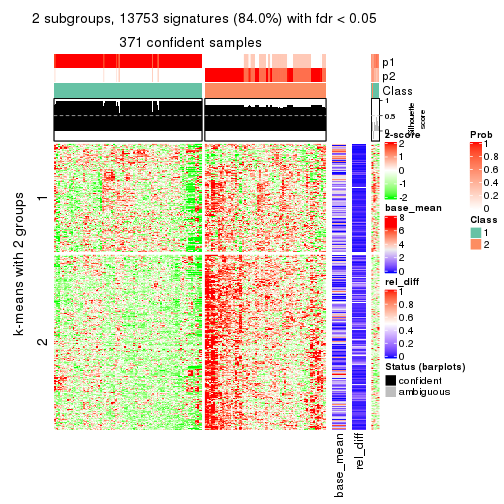 2 subgroups, 13753 signatures (84.0%) with fdr < 0.05
371 confident samples
p1
p2
Class
1
0.5
0
Silhouette
score
k-means with 2 groups
1
2
base_mean
rel_diff
z-score
2
1
0
-1
-2
base_mean
8
6
4
2
0
rel_diff
1
0.8
0.6
0.4
0.2
0
Status (barplots)
confident
ambiguous
Prob
1
0.8
0.6
0.4
0.2
0
Class
1
2